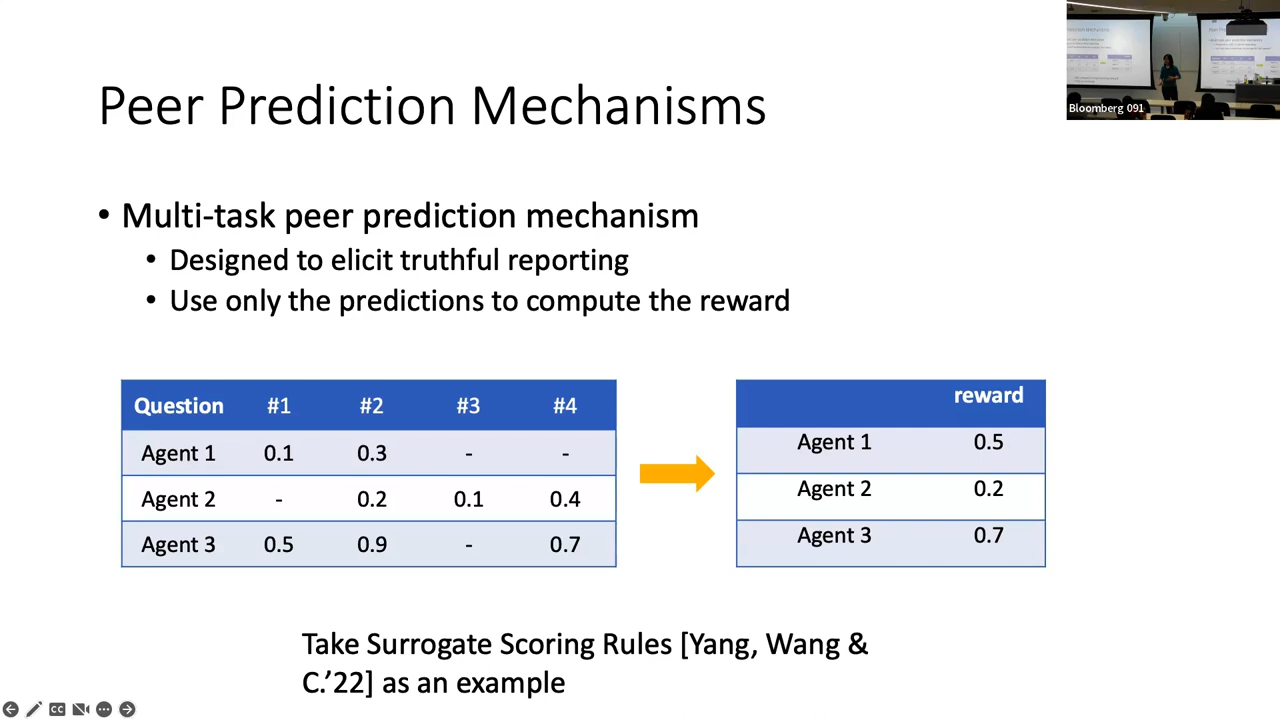 Peer Prediction Mechanisms
Bloomberg 091
• Multi-task peer prediction mechanism
• Designed to elicit truthful reporting
• Use only the predictions to compute the reward
Question #1 #2 #3 #4
Agent 1 0.1 0.3 - -
Agent 2 - 0.2 0.1 0.4
Agent 3 0.5 0.9 - 0.7
reward
Agent 1 0.5
Agent 2 0.2
Agent 3 0.7
Take Surrogate Scoring Rules [Yang, Wang &
C.’22] as an example
CC